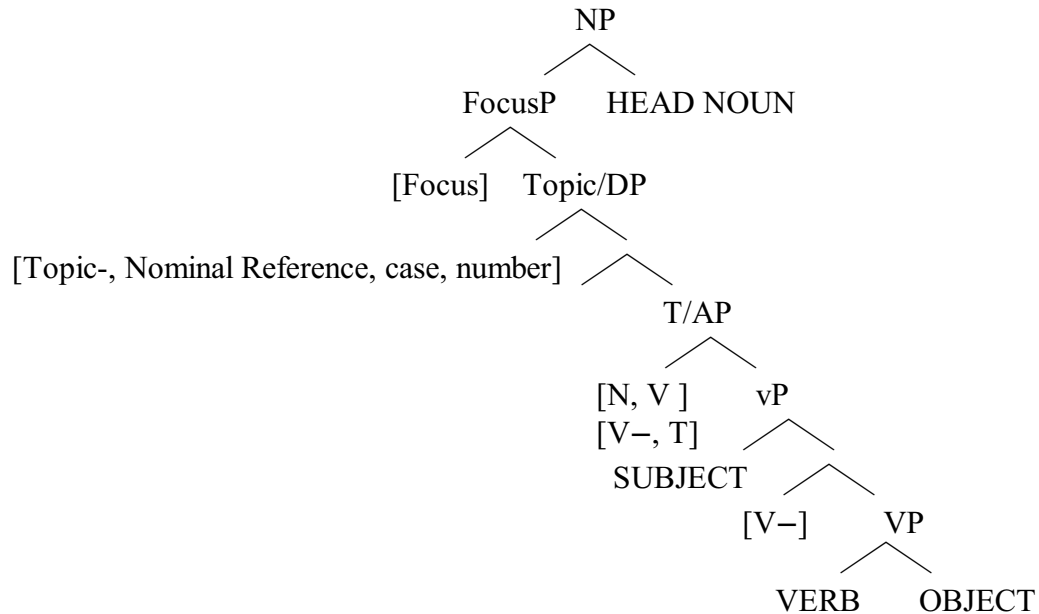 NP
FocusP HEAD NOUN
[Focus] Topic/DP
[Topic-, Nominal Reference, case, number]
T/AP
[N, V ] vP
[V−, T]
SUBJECT
[V−] VP
VERB OBJECT